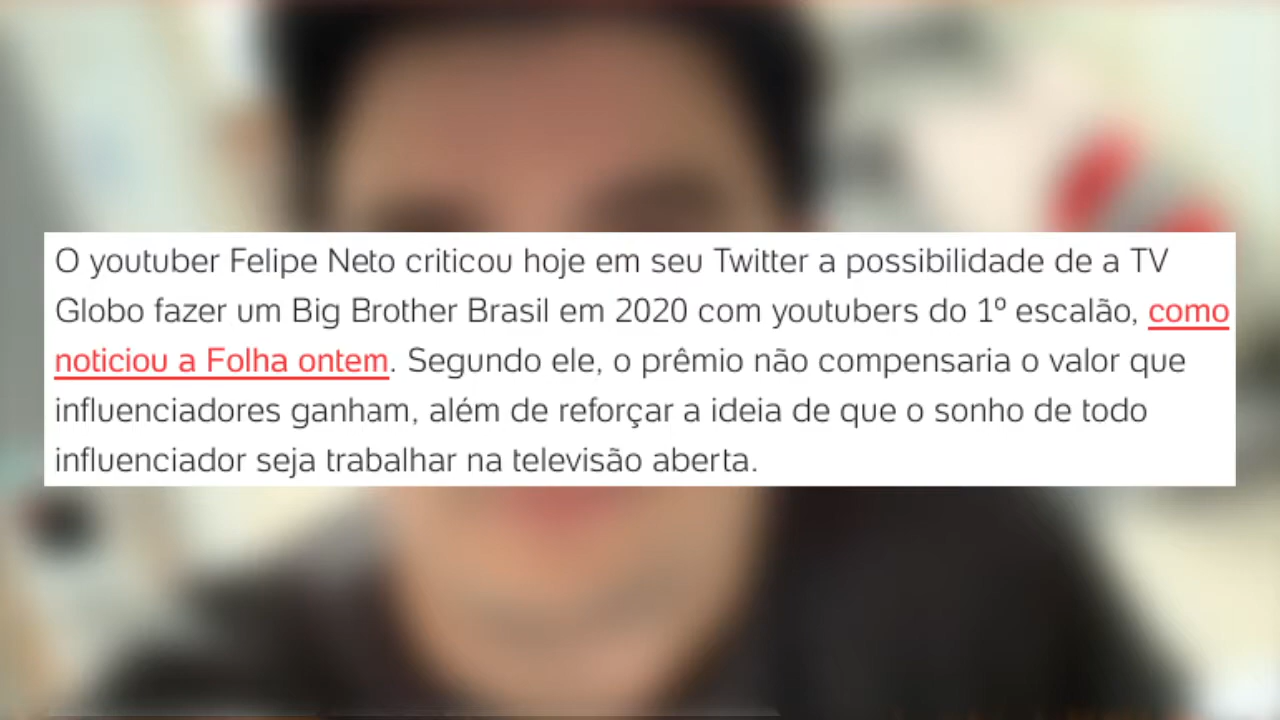 O youtuber Felipe Neto criticou hoje em seu Twitter a possibilidade de a TV
Globo fazer um Big Brother Brasil em 2020 com youtubers do 1º escalão, como
noticiou a Folha ontem. Segundo ele, o prêmio não compensaria o valor que
influenciadores ganham, além de reforçar a ideia de que o sonho de todo
influenciador seja trabalhar na televisão aberta.